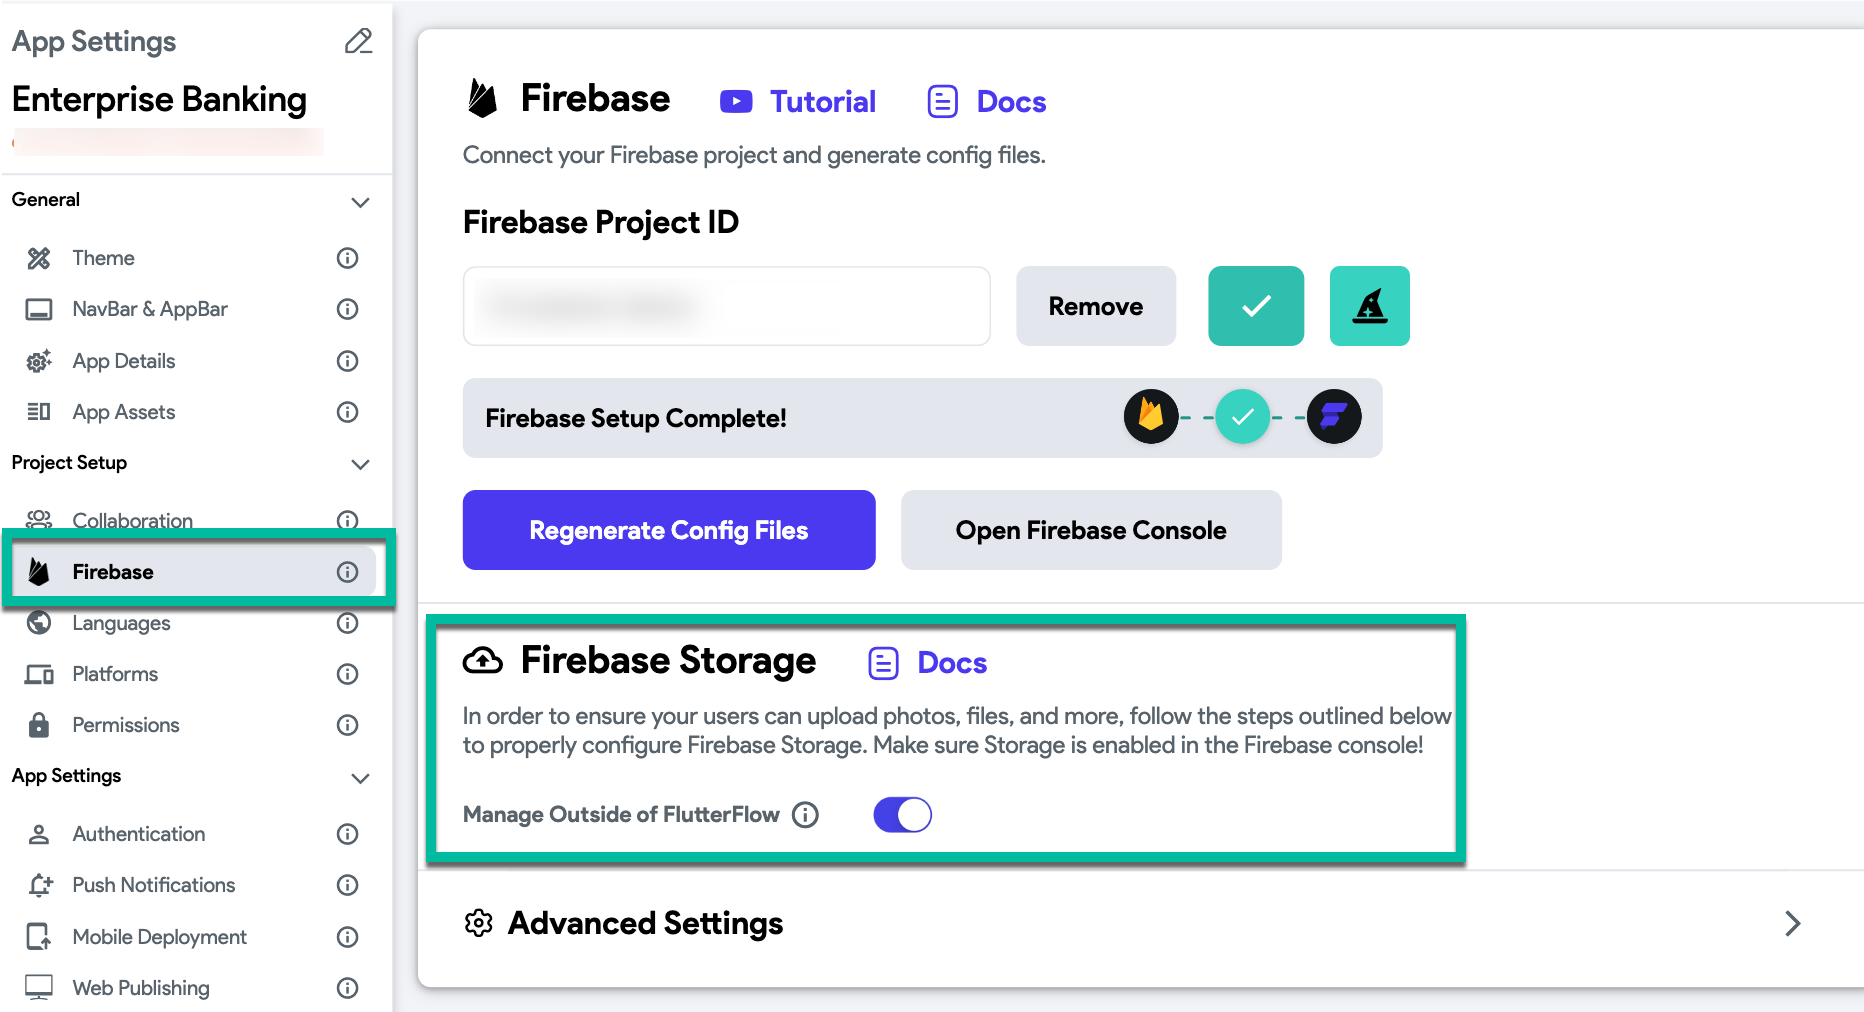 App Settings
Enterprise Banking
General
Theme
NavBar & AppBar
App Details
App Assets
Project Setup
Collaboration
Firebase
Languages
Platforms
Permissions
App Settings
Authentication
Push Notifications
Mobile Deployment
Web Publishing
Firebase Tutorial Docs
Connect your Firebase project and generate config files.
Firebase Project ID
Remove
Firebase Setup Complete!
Regenerate Config Files Open Firebase Console
Firebase Storage Docs
In order to ensure your users can upload photos, files, and more, follow the steps outlined below
to properly configure Firebase Storage. Make sure Storage is enabled in the Firebase console!
Manage Outside of FlutterFlow
Advanced Settings